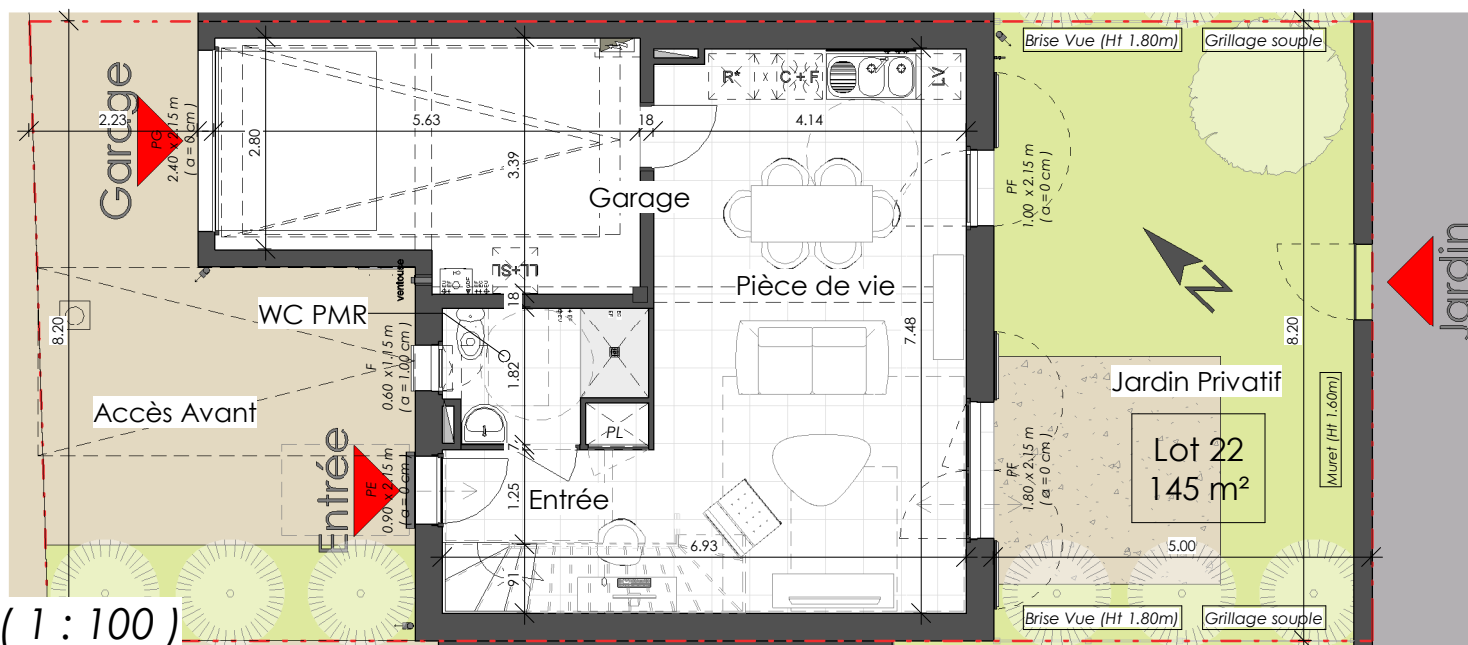 Brise Vue (Ht 1.80m)
Grillage souple
Garage
PG
2.40 x 2.15 m
( a = 0 cm )
2.23
2.80
5.63
3.39
18
4.14
R*
x
C + F
LV
Garage
PF
1.00 x 2.15 m
( a = 0 cm )
Jardin
N
ventouse
LL+SL
18
Pièce de vie
7.48
8.20
8.20
WC PMR
F
0.60 x 1.15 m
( a = 1.00 cm )
1.82
Accès Avant
Jardin Privatif
Muret (Ht 1.60m)
Lot 22
145 m²
PL
7
Entrée
PE
0.90 x 2.15 m
( a = 0 cm )
1.25
Entrée
PF
1.80 x 2.15 m
( a = 0 cm )
6.93
5.00
91
( 1 : 100 )
Brise Vue (Ht 1.80m)
Grillage souple